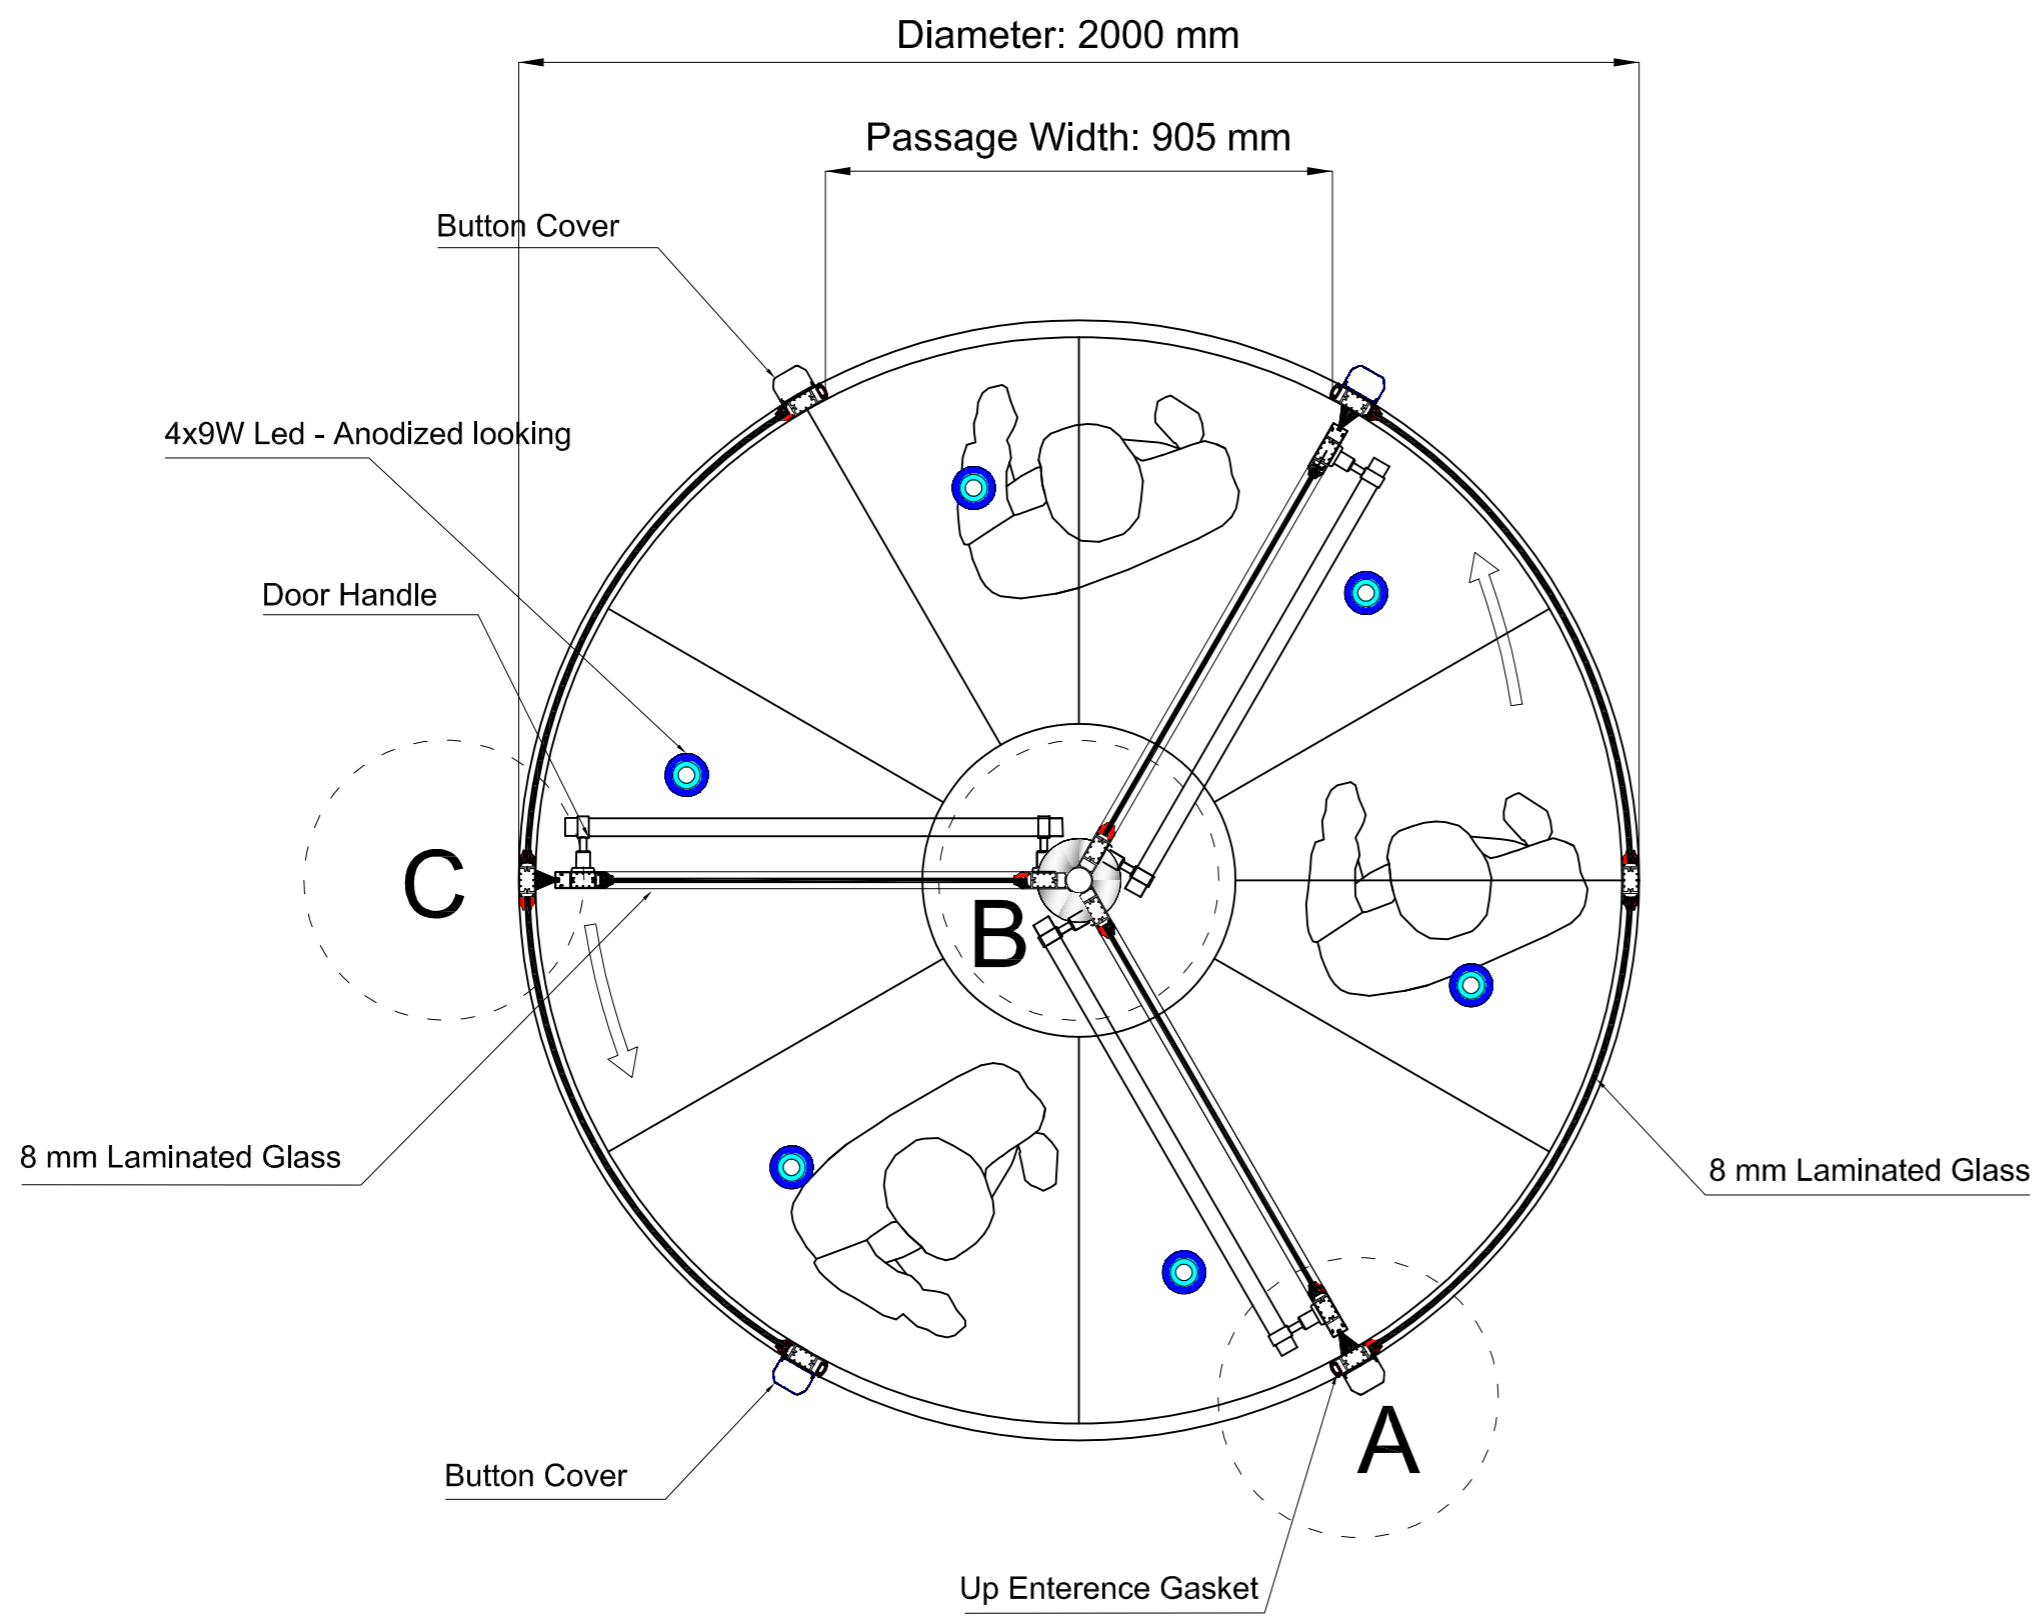 Diameter: 2000 mm
Passage Width: 905 mm
Button Cover
4x9W Led - Anodized looking
Door Handle
C
B
8 mm Laminated Glass
8 mm Laminated Glass
A
Button Cover
Up Enterence Gasket